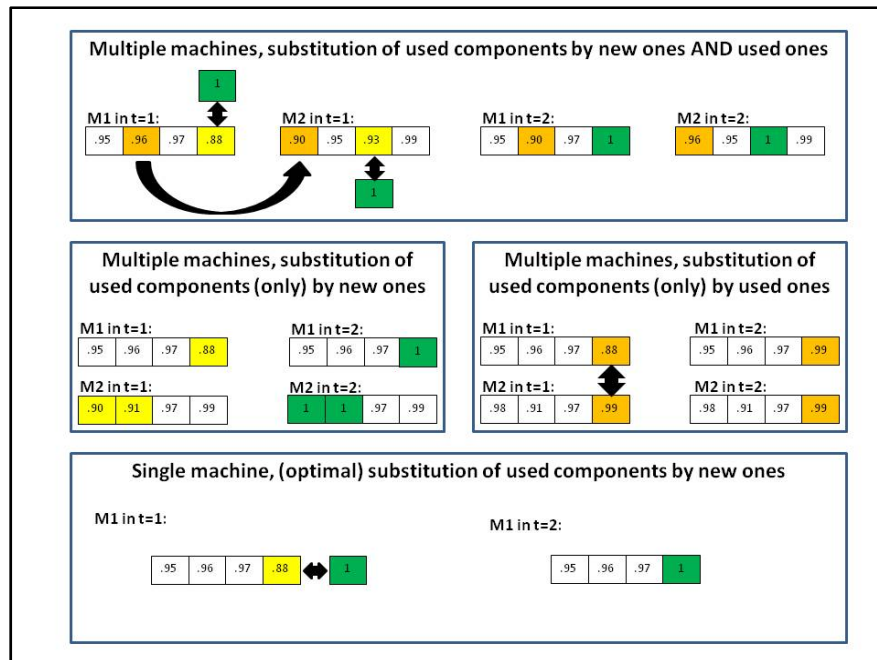 Multiple machines, substitution of used components by new ones AND used ones
1
M1 in t=1:
M2 in t=1:
M1 in t=2:
M2 in t=2:
.95 .96 .97 .88
.90 .95 .93 .99
.95 .90 .97 1
.96 .95 1 .99
1
Multiple machines, substitution of
used components (only) by new ones
M1 in t=1:
M1 in t=2:
.95 .96 .97 .88
.95 .96 .97 1
M2 in t=1:
M2 in t=2:
.90 .91 .97 .99
1 1 .97 .99
Multiple machines, substitution of
used components (only) by used ones
M1 in t=1:
M1 in t=2:
.95 .96 .97 .88
.95 .96 .97 .99
M2 in t=1:
M2 in t=2:
.98 .91 .97 .99
.98 .91 .97 .99
Single machine, (optimal) substitution of used components by new ones
M1 in t=1:
M1 in t=2:
.95 .96 .97 .88 1
.95 .96 .97 1